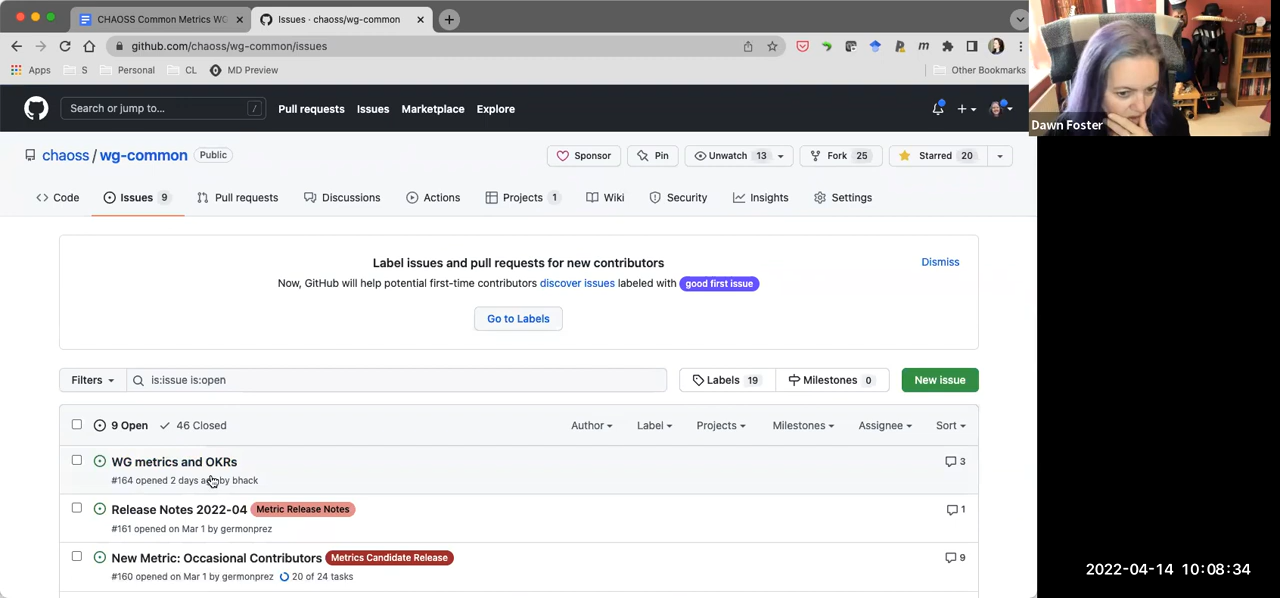 CHAOSS Common Metrics WG
Issues · chaoss/wg-common
github.com/chaoss/wg-common/issues
Apps
S
Personal
CL
MD Preview
Other Bookmarks
Dawn Foster
Search or jump to...
/
Pull requests
Issues
Marketplace
Explore
chaoss / wg-common
Public
Sponsor
Pin
Unwatch 13
Fork 25
Starred 20
Code
Issues 9
Pull requests
Discussions
Actions
Projects 1
Wiki
Security
Insights
Settings
Label issues and pull requests for new contributors
Dismiss
Now, GitHub will help potential first-time contributors discover issues labeled with good first issue
Go to Labels
Filters
is:issue is:open
Labels 19
Milestones 0
New issue
9 Open
46 Closed
Author
Label
Projects
Milestones
Assignee
Sort
WG metrics and OKRs
3
#164 opened 2 days by bhack
Release Notes 2022-04 Metric Release Notes
1
#161 opened on Mar 1 by germonprez
New Metric: Occasional Contributors Metrics Candidate Release
9
#160 opened on Mar 1 by germonprez 20 of 24 tasks
2022-04-14 10:08:34